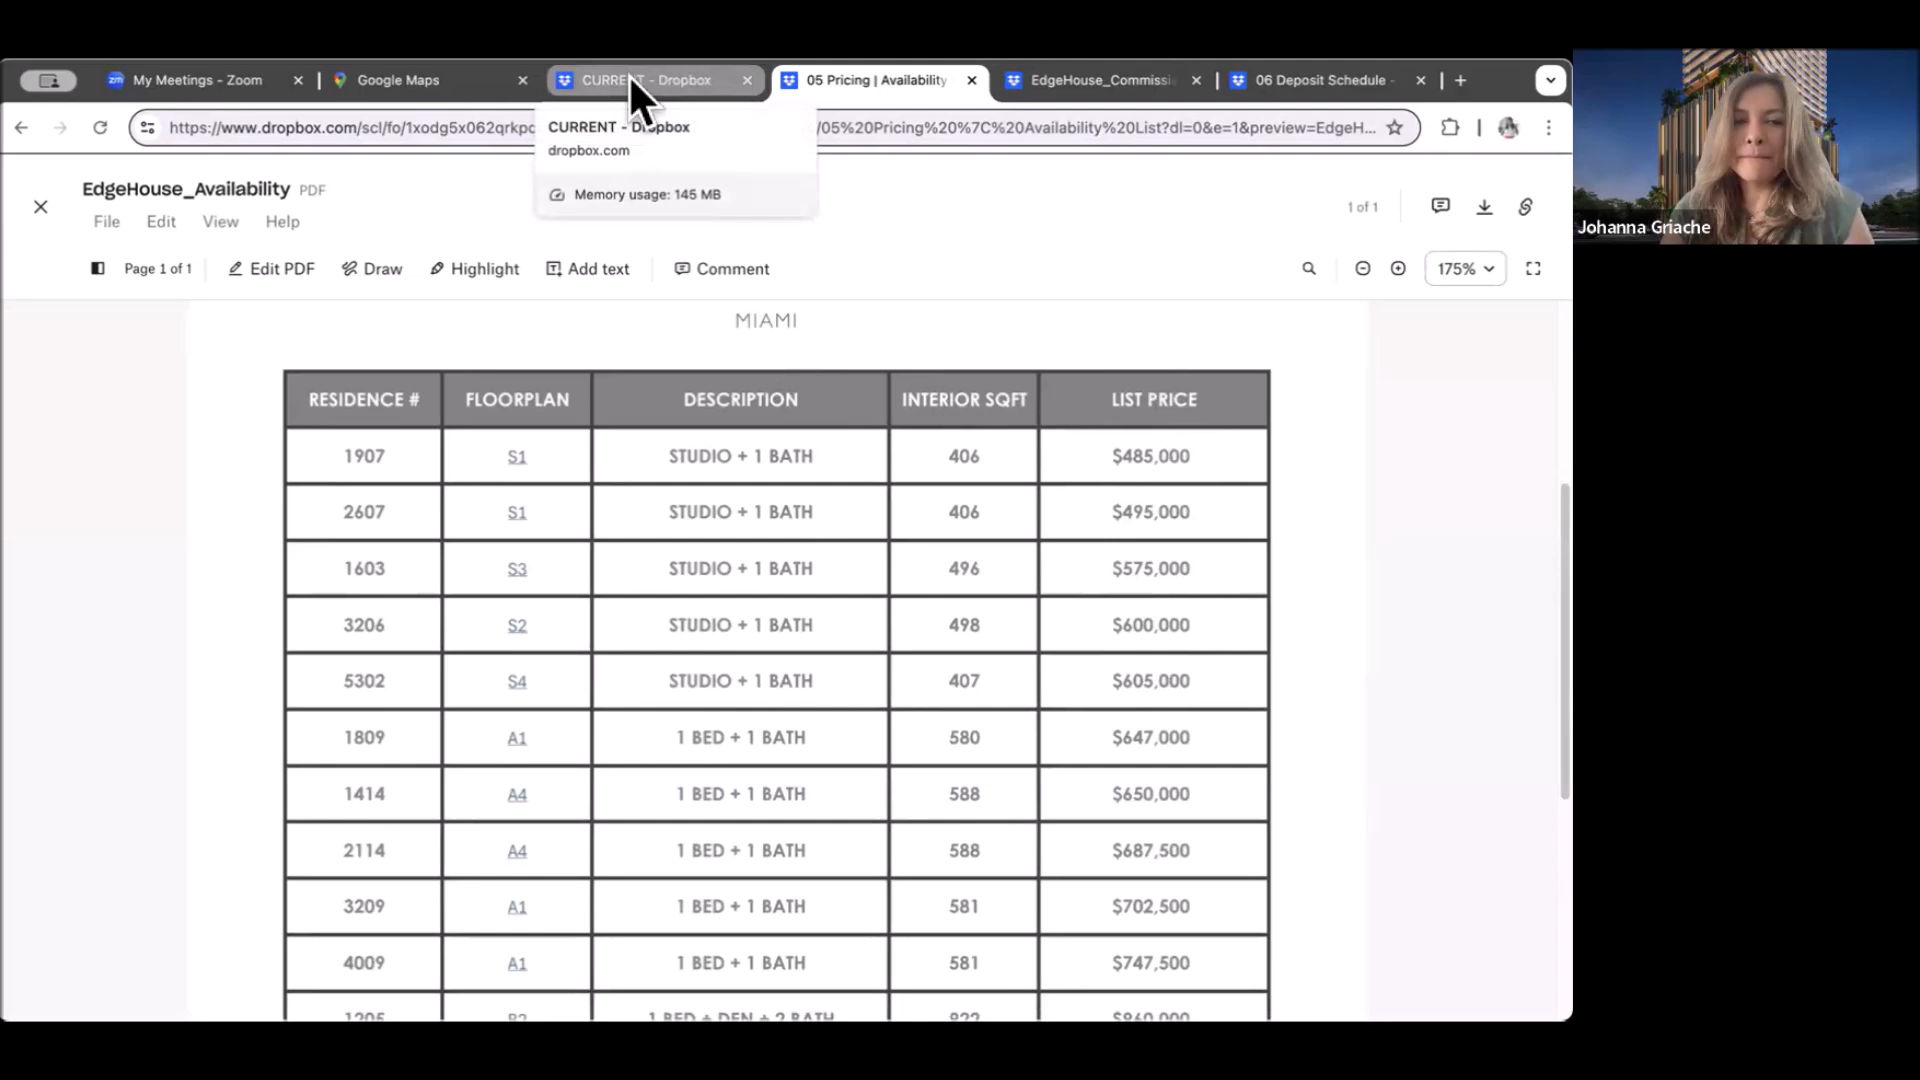 My Meetings - Zoom
Google Maps
CURRENT - Dropbox
05 Pricing | Availability
EdgeHouse_Commissi
06 Deposit Schedule -
https://www.dropbox.com/scl/fo/1xodg5x062qrkpc
/05%20Pricing%20%7C%20Availability%20List?dl=0&e=1&preview=EdgeH...
CURRENT - Dropbox
dropbox.com
Memory usage: 145 MB
EdgeHouse_Availability PDF
File Edit View Help
1 of 1
Page 1 of 1 Edit PDF Draw Highlight Add text Comment 175%
Johanna Griache
MIAMI
RESIDENCE # FLOORPLAN DESCRIPTION INTERIOR SQFT LIST PRICE
1907 S1 STUDIO + 1 BATH 406 $485,000
2607 S1 STUDIO + 1 BATH 406 $495,000
1603 S3 STUDIO + 1 BATH 496 $575,000
3206 S2 STUDIO + 1 BATH 498 $600,000
5302 S4 STUDIO + 1 BATH 407 $605,000
1809 A1 1 BED + 1 BATH 580 $647,000
1414 A4 1 BED + 1 BATH 588 $650,000
2114 A4 1 BED + 1 BATH 588 $687,500
3209 A1 1 BED + 1 BATH 581 $702,500
4009 A1 1 BED + 1 BATH 581 $747,500
1 BED + DEN + 2 BATH